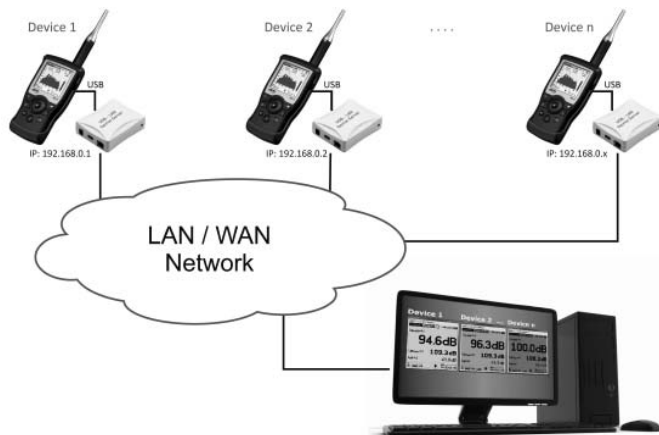 Device 1
Device 2
....
Device n
USB
USB
USB
IP: 192.168.0.1
IP: 192.168.0.2
IP: 192.168.0.x
LAN / WAN
Network
Device 1
Device 2
Device n
94.6dB
96.3dB
100.0dB
109.3dB
109.3dB
109.3dB